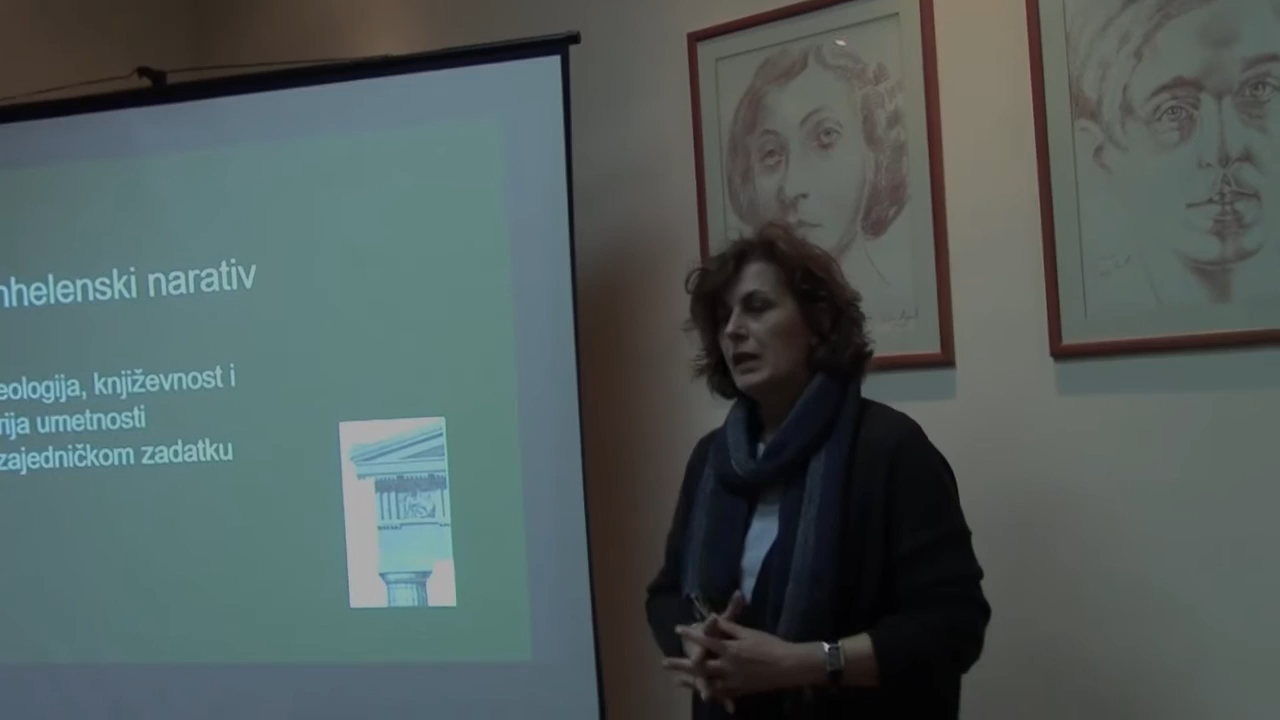 nhelenski narativ
eologija, književnost i
rija umetnosti
zajedničkom zadatku